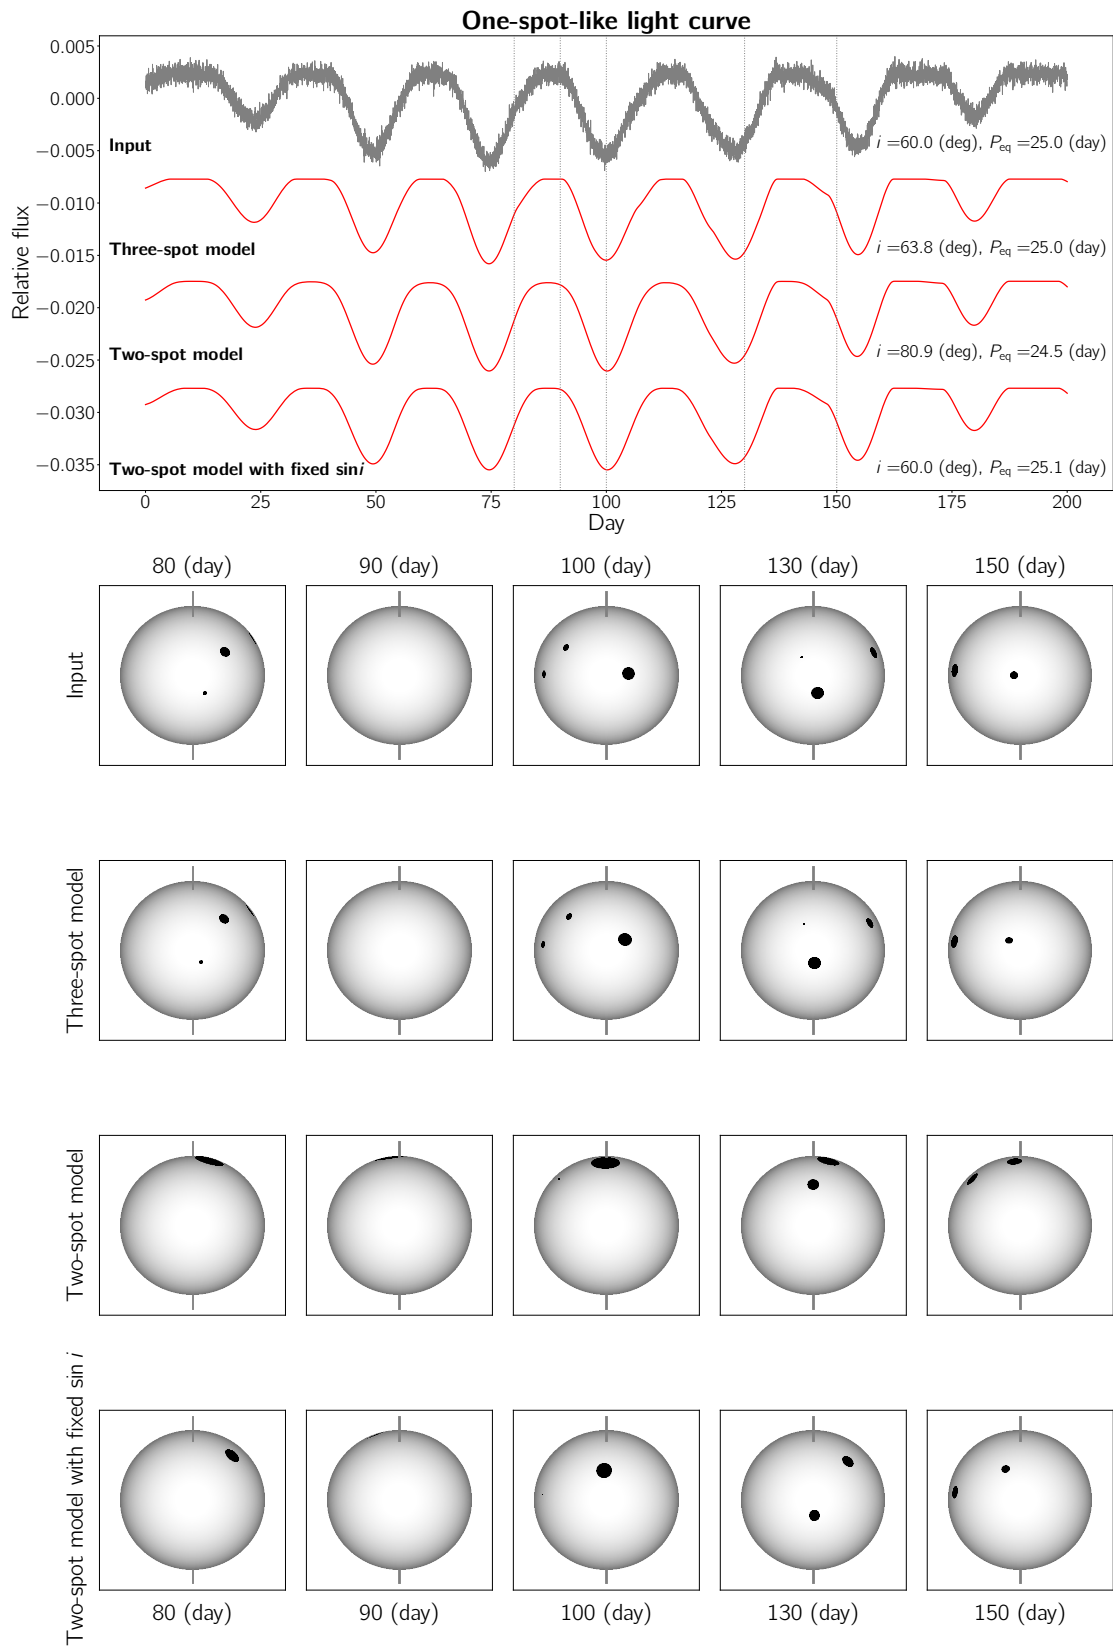 One-spot-like light curve
0.005
0.000
−0.005
−0.010
−0.015
−0.020
−0.025
−0.030
−0.035
Relative flux
Input
i =60.0 (deg), Peq =25.0 (day)
Three-spot model
i =63.8 (deg), Peq =25.0 (day)
Two-spot model
i =80.9 (deg), Peq =24.5 (day)
Two-spot model with fixed sini
i =60.0 (deg), Peq =25.1 (day)
0 25 50 75 100 125 150 175 200
Day
80 (day) 90 (day) 100 (day) 130 (day) 150 (day)
Input
Three-spot model
Two-spot model
Two-spot model with fixed sin i
80 (day) 90 (day) 100 (day) 130 (day) 150 (day)